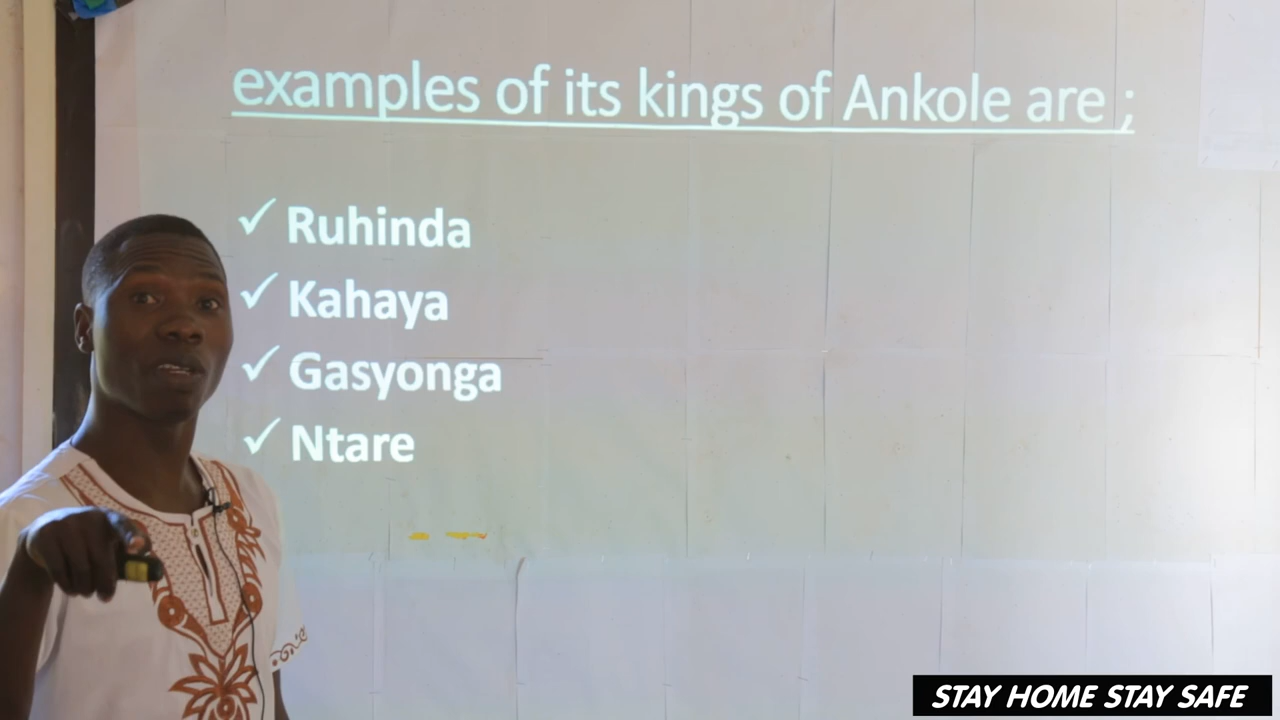 examples of its kings of Ankole are ;
✓ Ruhinda
✓ Kahaya
✓ Gasyonga
✓ Ntare
STAY HOME STAY SAFE